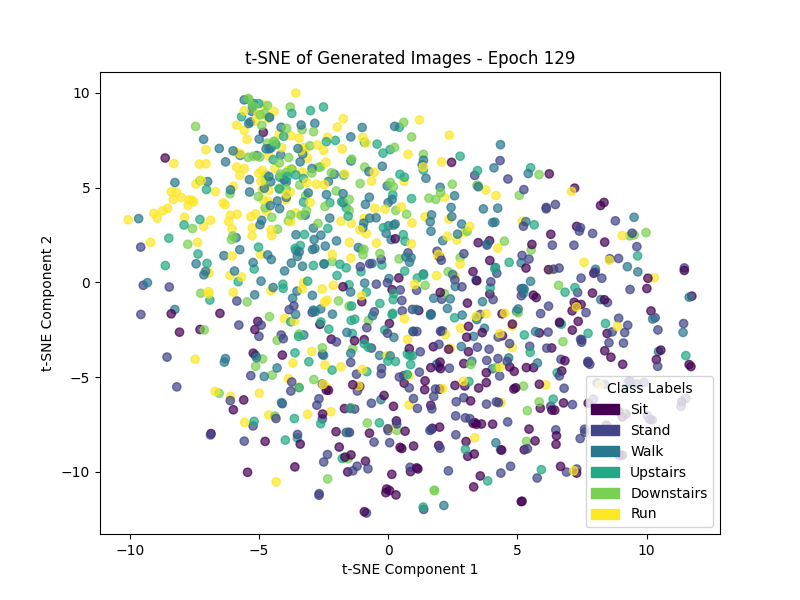 t-SNE of Generated Images - Epoch 129
10
5
0
−5
−10
t-SNE Component 2
−10
−5
0
5
10
t-SNE Component 1
Class Labels
Sit
Stand
Walk
Upstairs
Downstairs
Run